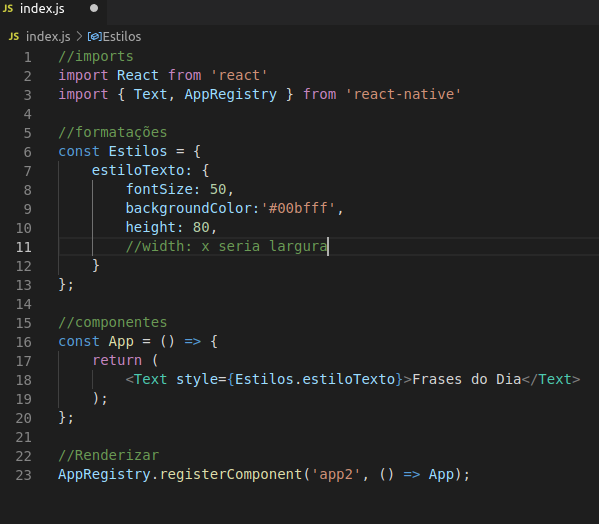 JS index.js
JS index.js > Estilos
1 //imports
2 import React from 'react'
3 import { Text, AppRegistry } from 'react-native'
4
5 //formatações
6 const Estilos = {
7     estiloTexto: {
8         fontSize: 50,
9         backgroundColor:'#00bfff',
10         height: 80,
11         //width: x seria largura
12     }
13 };
14
15 //componentes
16 const App = () => {
17     return (
18         <Text style={Estilos.estiloTexto}>Frases do Dia</Text>
19     );
20 };
21
22 //Renderizar
23 AppRegistry.registerComponent('app2', () => App);